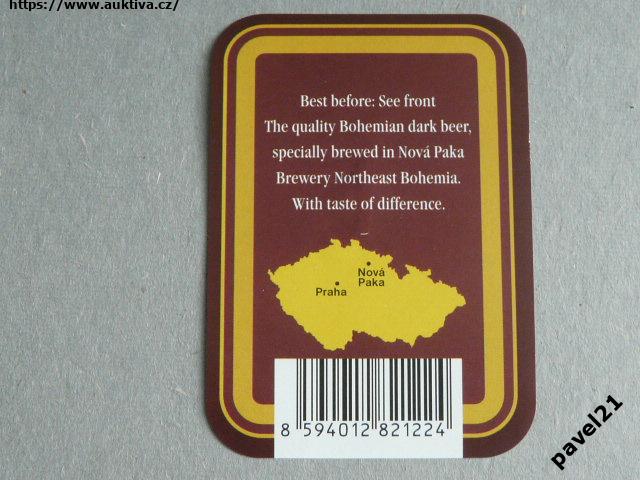 https://www.auktiva.cz/
Best before: See front
The quality Bohemian dark beer,
specially brewed in Nová Paka
Brewery Northeast Bohemia.
With taste of difference.
Nová
Paka
Praha
8 594012 821224
pavel21